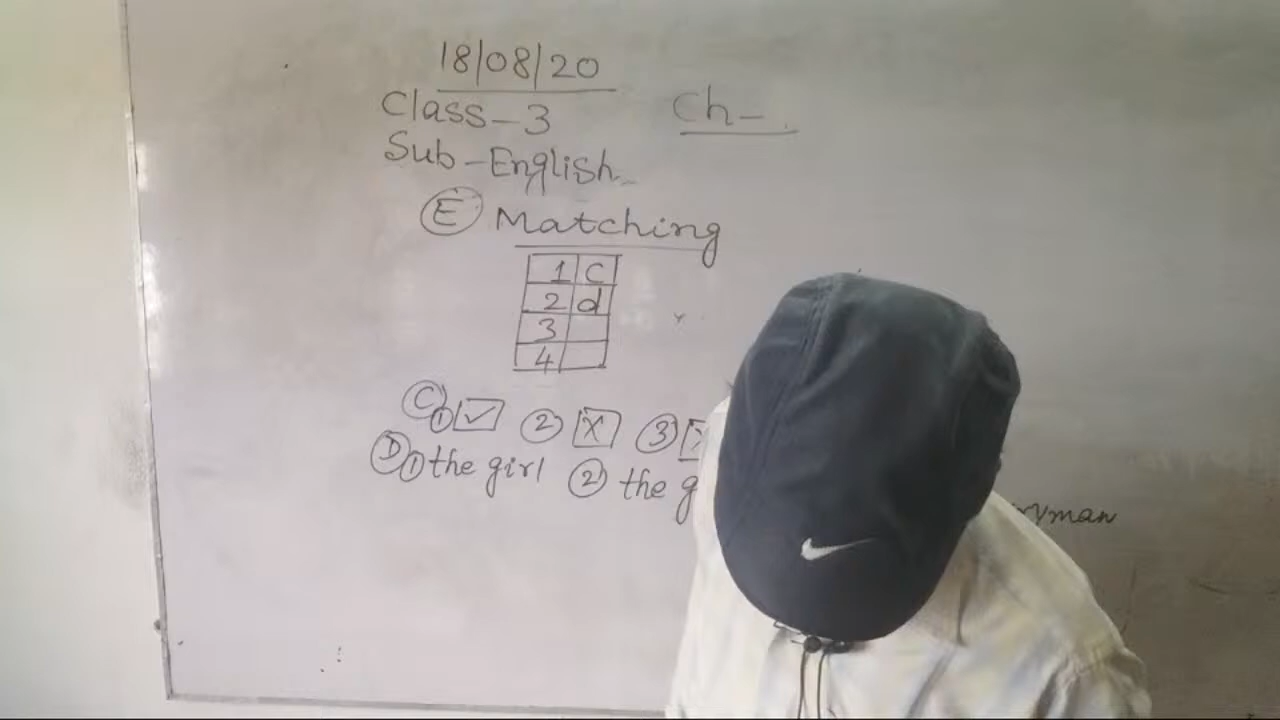 18/08/20
Class-3 Ch-
Sub-English
E Matching
1 c
2 d
3
4
C 1 ✓ 2 x 3
D 1 the girl 2 the